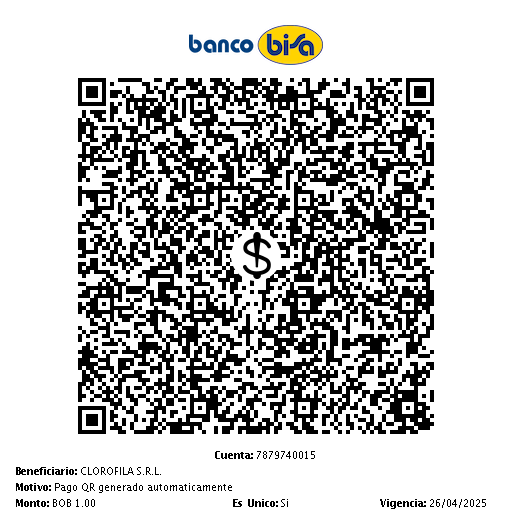 banco bisa
$
Cuenta: 7879740015
Beneficiario: CLOROFILA S.R.L.
Motivo: Pago QR generado automaticamente
Monto: BOB 1.00 Es Unico: Si Vigencia: 26/04/2025